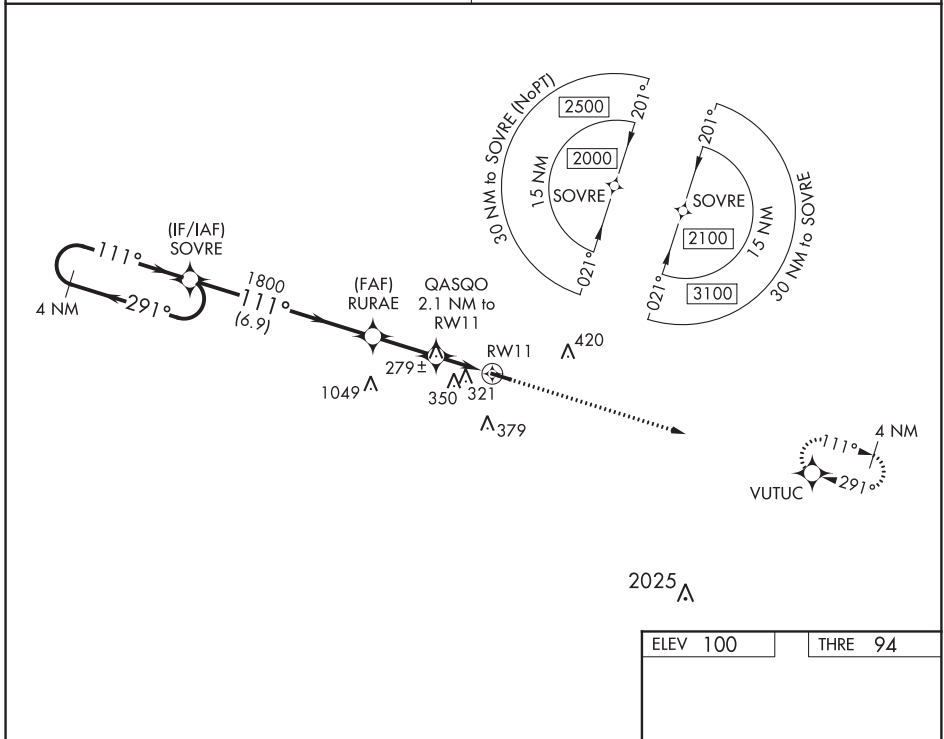 30 NM to SOVRE (NoPT)
2500
201°
15 NM
2000
SOVRE
021°
201°
SOVRE
15 NM
2100
30 NM to SOVRE
021°
3100
(IF/IAF)
SOVRE
111°
291°
4 NM
1800
111°
(6.9)
(FAF)
RURAE
QASQO
2.1 NM to
RW11
RW11
420
279±
1049
350
321
379
111°
4 NM
291°
VUTUC
2025
ELEV 100
THRE 94